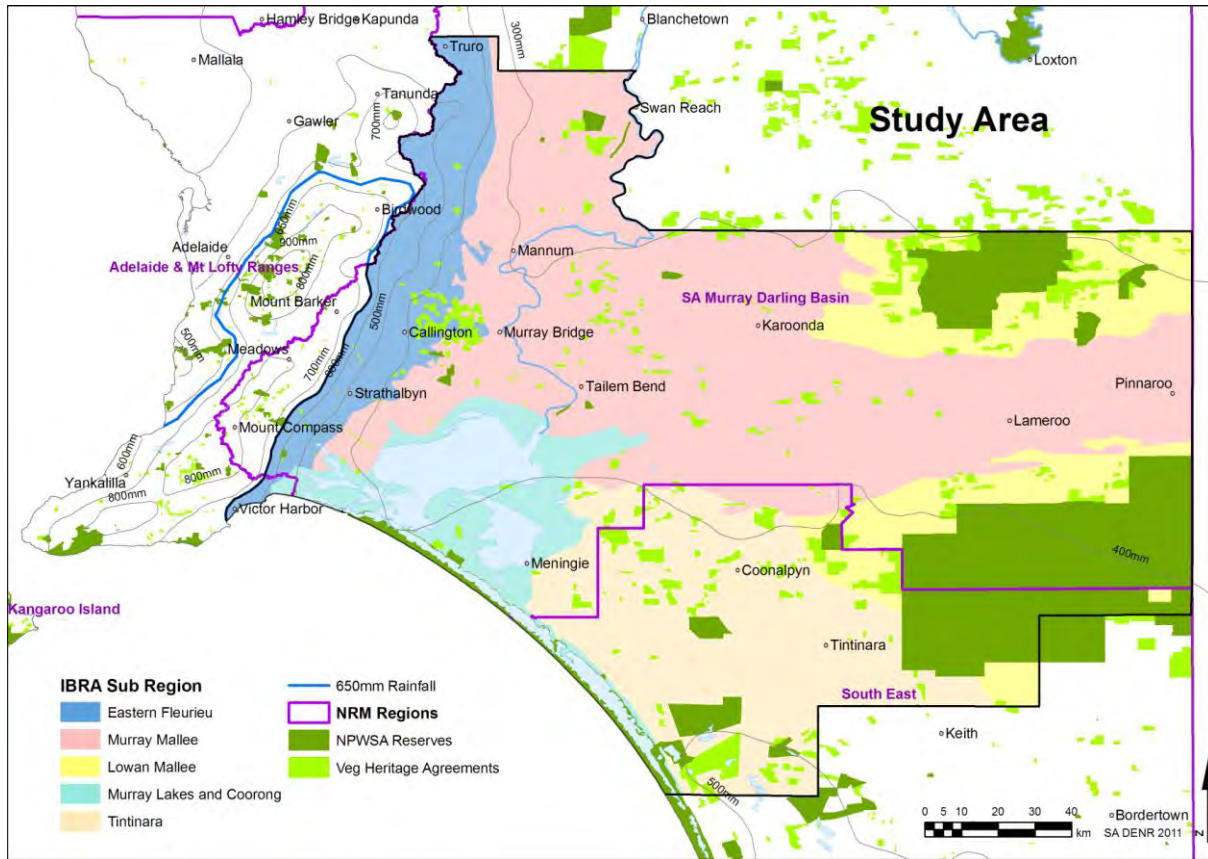 Hamley Bridge
Kapunda
Blanchetown
Truro
300mm
Mallala
Loxton
Tanunda
Swan Reach
Study Area
Gawler
700mm
Birdwood
Adelaide
900mm
Mannum
Adelaide & Mt Lofty Ranges
800mm
SA Murray Darling Basin
Mount Barker
500mm
Karoonda
Callington
Murray Bridge
500mm
Meadows
700mm
Tailem Bend
Pinnaroo
Strathalbyn
Lameroo
Mount Compass
600mm
800mm
Yankalilla
800mm
Victor Harbor
400mm
Meningie
Coonalpyn
Kangaroo Island
Tintinara
South East
Keith
500mm
IBRA Sub Region
Eastern Fleurieu
Murray Mallee
Lowan Mallee
Murray Lakes and Coorong
Tintinara
650mm Rainfall
NRM Regions
NPWSA Reserves
Veg Heritage Agreements
0 5 10 20 30 40
km
Bordertown
SA DENR 2011
N